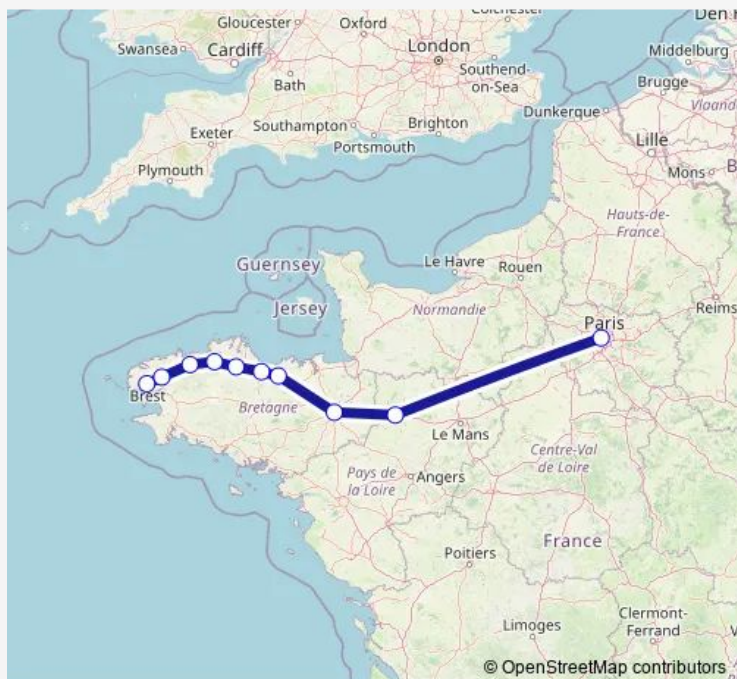 Gloucester
Oxford
Colchester
Den
Swansea
Cardiff
London
Middelburg
Bath
Southend-
on-Sea
Brugge
Dunkerque
Vlaand
Southampton
Brighton
Exeter
Portsmouth
Lille
Plymouth
Mons
Hauts-de-
France
Guernsey
Le Havre
Rouen
Jersey
Normandie
Reims
Paris
Brest
Bretagne
Le Mans
Centre-Val
de Loire
Pays de
la Loire
Angers
France
Poitiers
Limoges
Clermont-
Ferrand
© OpenStreetMap contributors